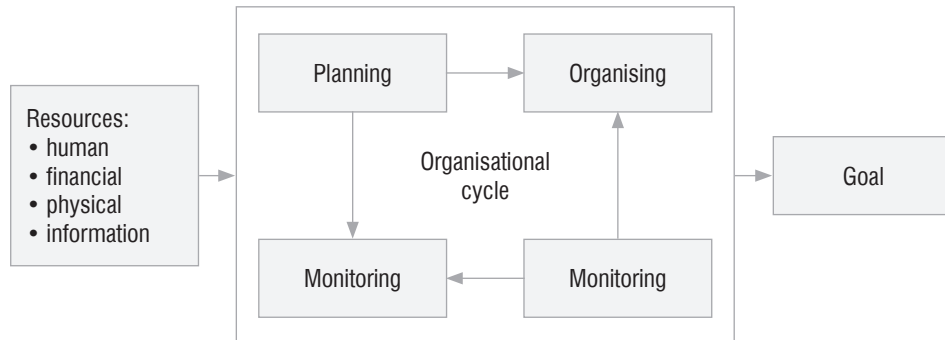 Resources:
• human
• financial
• physical
• information
Planning
Organising
Organisational
cycle
Monitoring
Monitoring
Goal